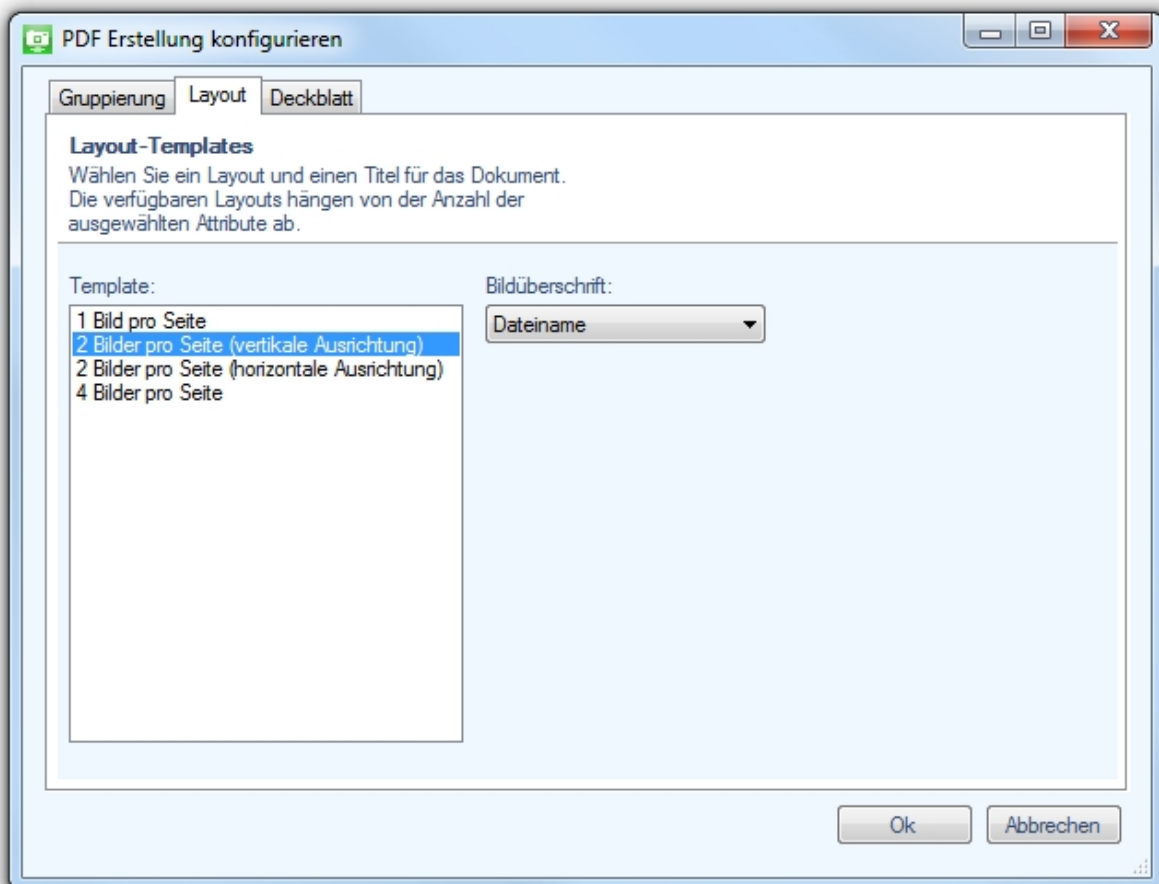 PDF Erstellung konfigurieren
Gruppierung Layout Deckblatt
Layout-Templates
Wählen Sie ein Layout und einen Titel für das Dokument.
Die verfügbaren Layouts hängen von der Anzahl der
ausgewählten Attribute ab.
Template: Bildüberschrift:
1 Bild pro Seite Dateiname
2 Bilder pro Seite (vertikale Ausrichtung)
2 Bilder pro Seite (horizontale Ausrichtung)
4 Bilder pro Seite
Ok Abbrechen